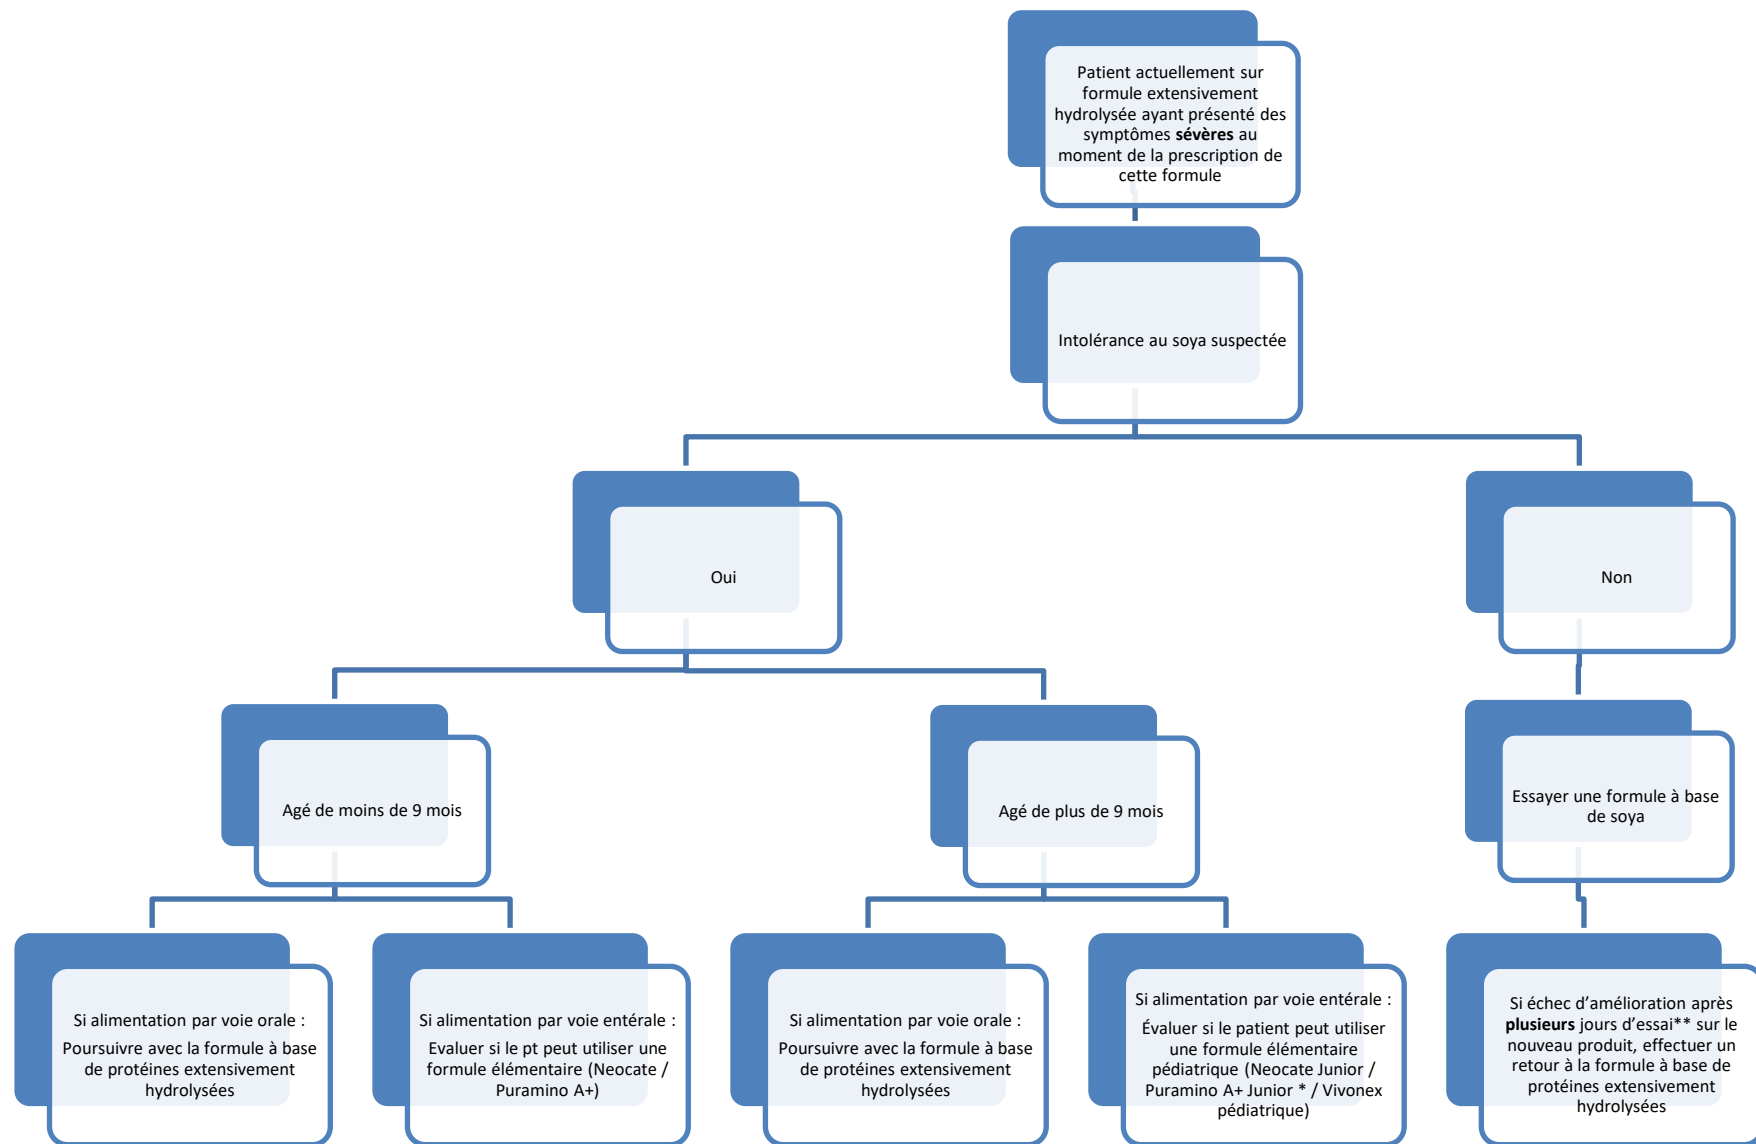 Patient actuellement sur
formule extensivement
hydrolysée ayant présenté des
symptômes sévères au
moment de la prescription de
cette formule
Intolérance au soya suspectée
Oui
Non
Agé de moins de 9 mois
Agé de plus de 9 mois
Essayer une formule à base
de soya
Si alimentation par voie orale :
Poursuivre avec la formule à base
de protéines extensivement
hydrolysées
Si alimentation par voie entérale :
Evaluer si le pt peut utiliser une
formule élémentaire (Neocate /
Puramino A+)
Si alimentation par voie orale :
Poursuivre avec la formule à base
de protéines extensivement
hydrolysées
Si alimentation par voie entérale :
Évaluer si le patient peut utiliser
une formule élémentaire
pédiatrique (Neocate Junior /
Puramino A+ Junior * / Vivonex
pédiatrique)
Si échec d’amélioration après
plusieurs jours d’essai** sur le
nouveau produit, effectuer un
retour à la formule à base de
protéines extensivement
hydrolysées